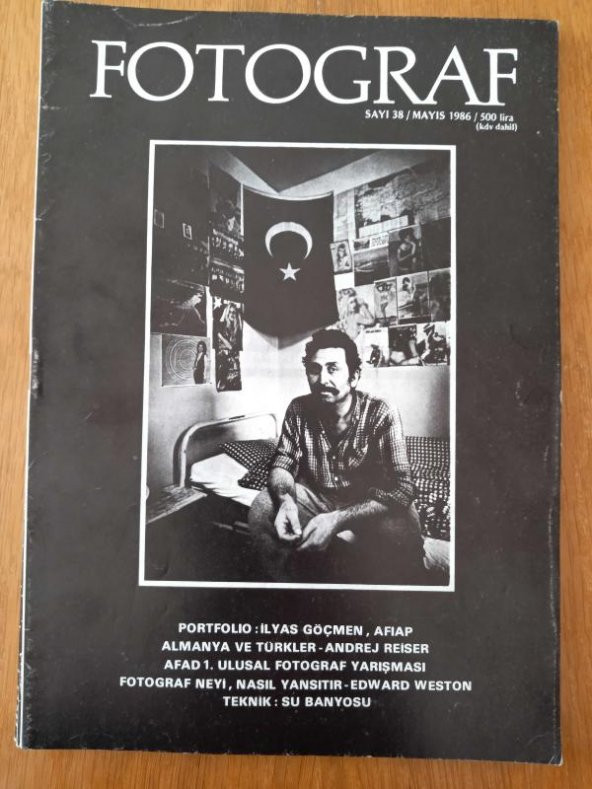 FOTOGRAF
SAYI 38 / MAYIS 1986 / 500 lira
(kdv dahil)
PORTFOLIO : İLYAS GÖÇMEN , AFIAP
ALMANYA VE TÜRKLER - ANDREJ REISER
AFAD 1. ULUSAL FOTOGRAF YARIŞMASI
FOTOGRAF NEYI , NASIL YANSITIR - EDWARD WESTON
TEKNİK : SU BANYOSU